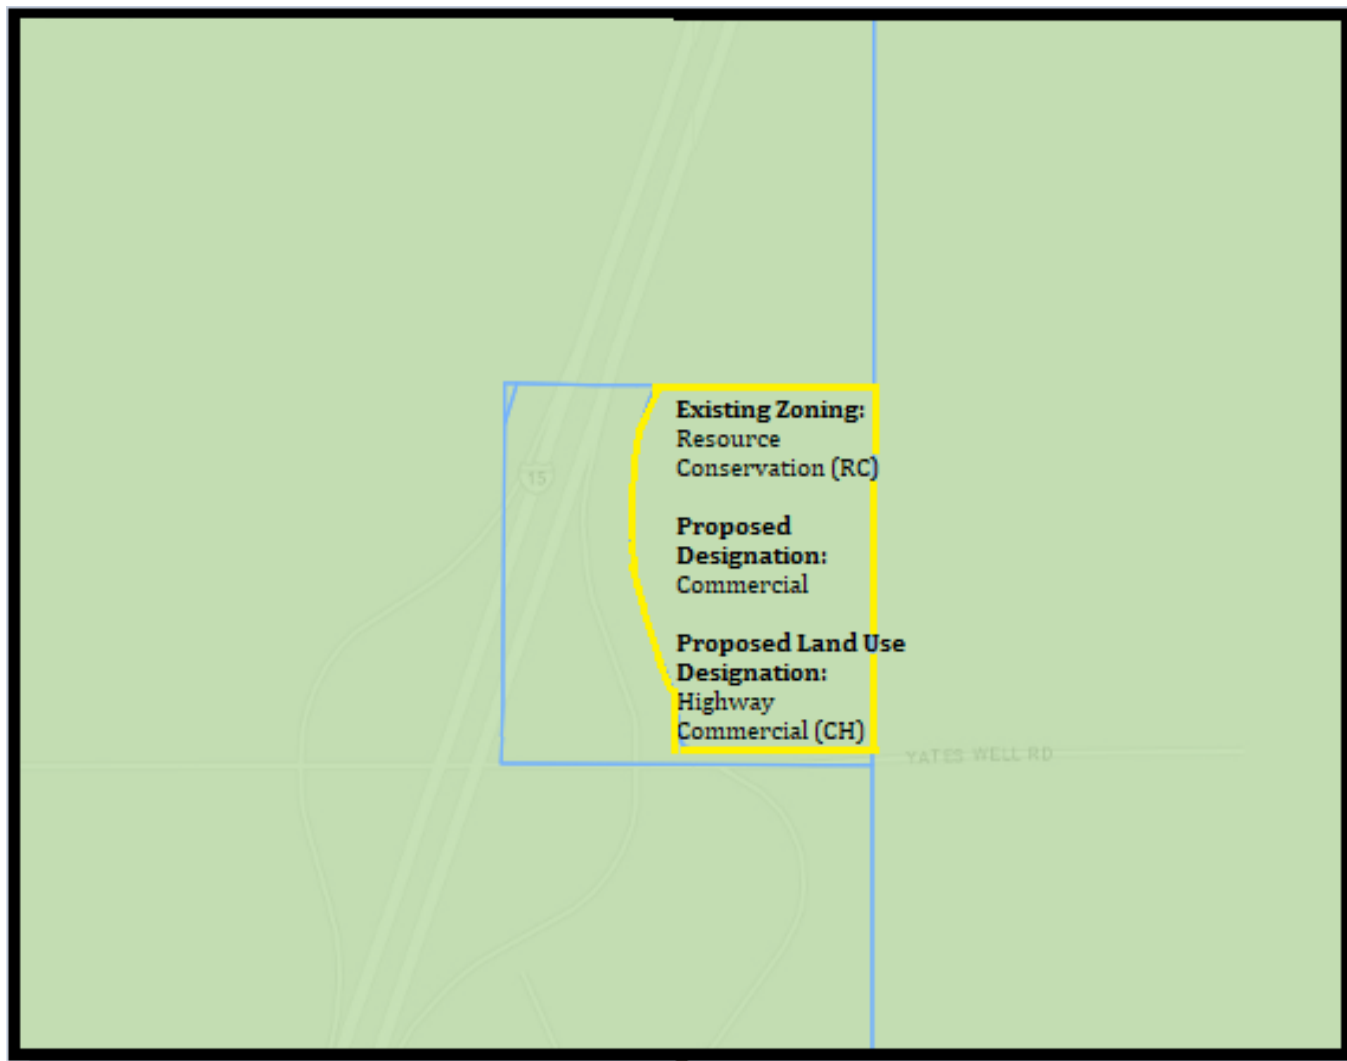 Existing Zoning:
Resource
Conservation (RC)
15
Proposed
Designation:
Commercial
Proposed Land Use
Designation:
Highway
Commercial (CH)
YATES WELL RD